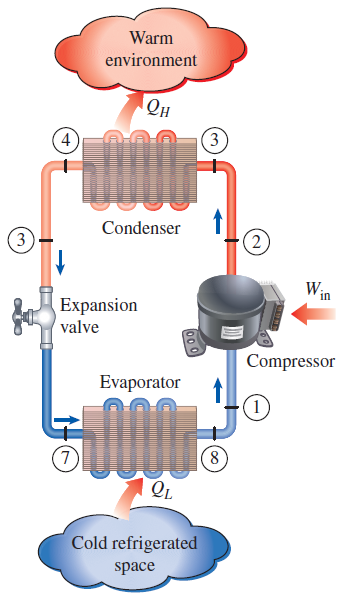 Warm
environment
Q_H
4
3
Condenser
3
2
Expansion
valve
W_in
Compressor
Evaporator
1
7
8
Q_L
Cold refrigerated
space